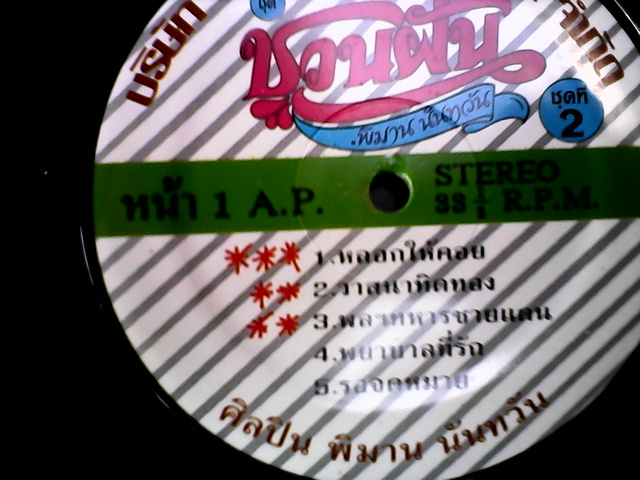 บริษัท
จำกัด
ชุด
ชวนฝัน
พิมาน นันทวัน
ชุดที่
2
หน้า 1 A.P.
STEREO
33 1/3 R.P.M.
*** 1.หลอกให้คอย
** 2.วาสนาทิดทอง
** 3.พลฯทหารชายแดน
4.พยาบาลที่รัก
5.รอจดหมาย
ศิลปิน พิมาน นันทวัน